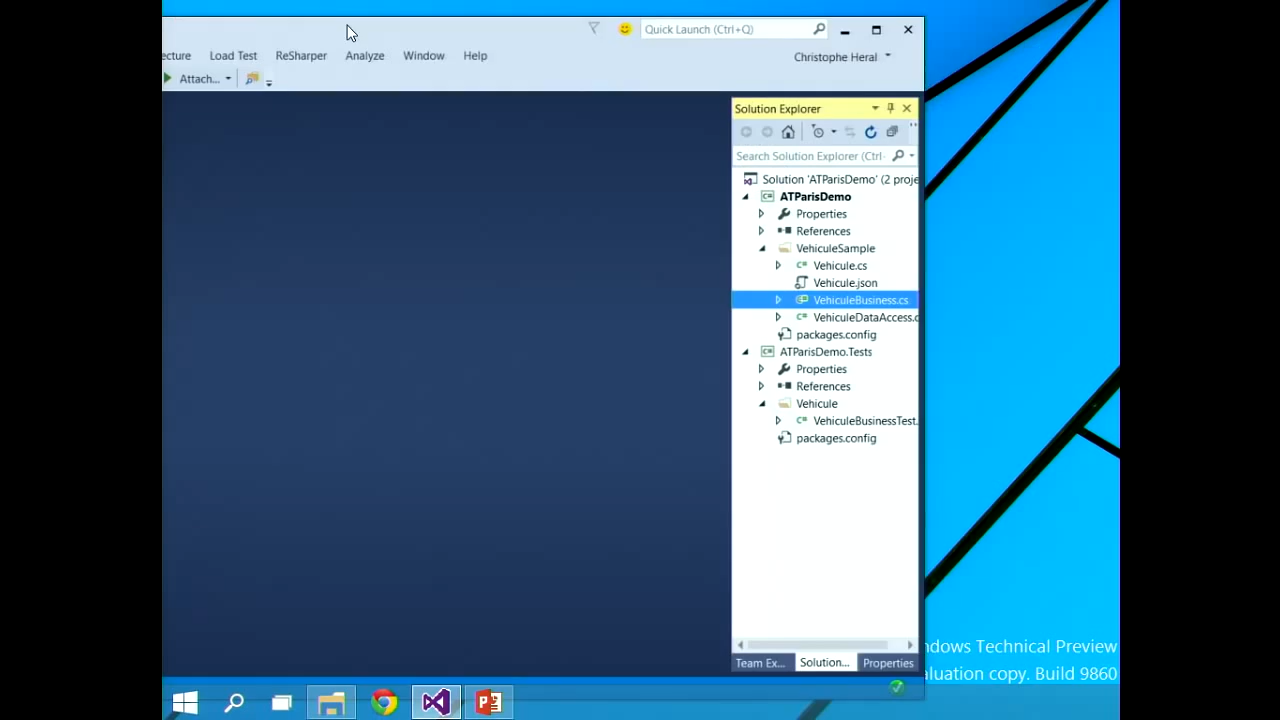 Quick Launch (Ctrl+Q)
ecture Load Test ReSharper Analyze Window Help
Christophe Heral
Attach...
Solution Explorer
Search Solution Explorer (Ctrl
Solution 'ATParisDemo' (2 proje
ATParisDemo
Properties
References
VehiculeSample
Vehicule.cs
Vehicule.json
VehiculeBusiness.cs
VehiculeDataAccess.c
packages.config
ATParisDemo.Tests
Properties
References
Vehicule
VehiculeBusinessTest.
packages.config
Team Ex... Solution... Properties
ndows Technical Preview
aluation copy. Build 9860